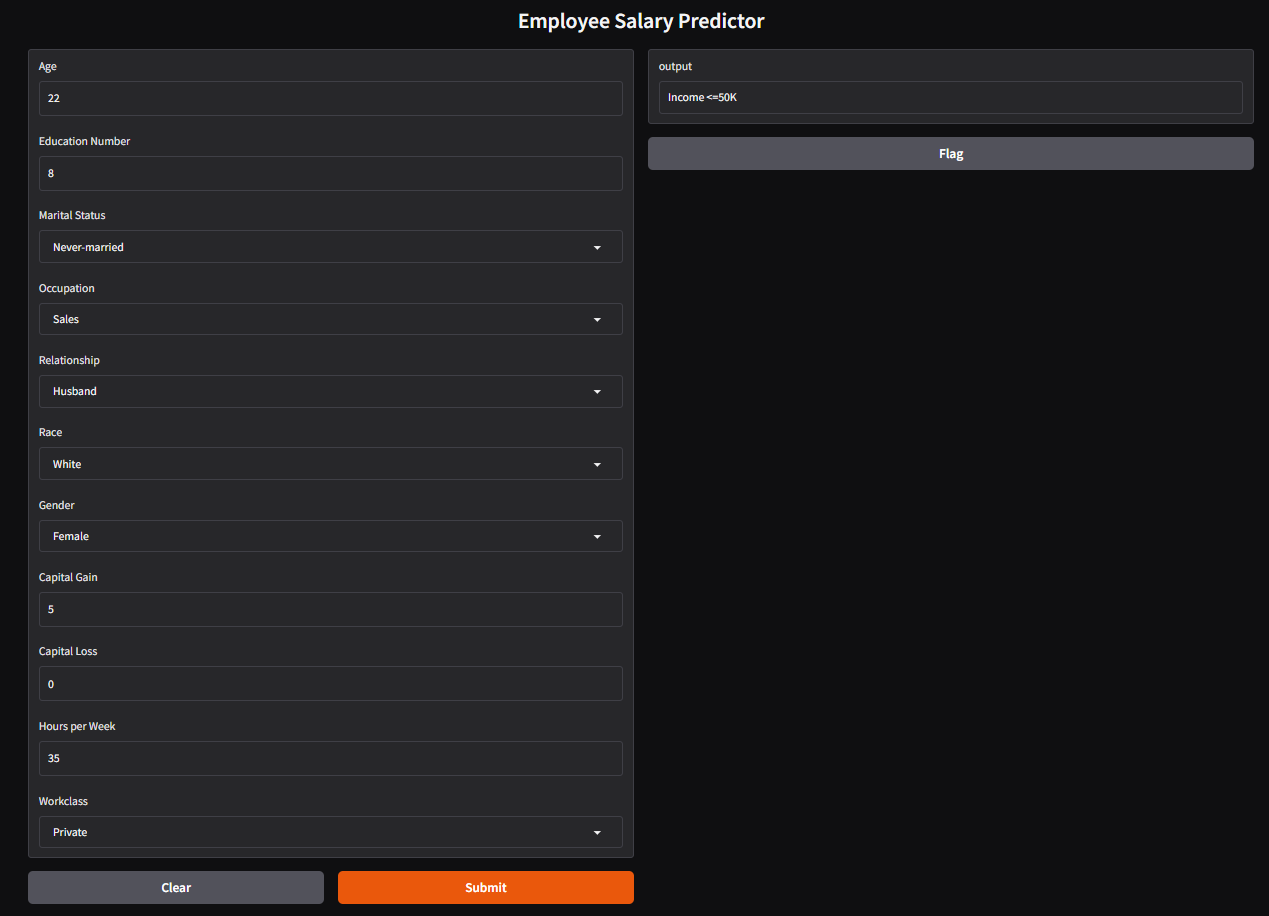 Employee Salary Predictor
Age
22
Education Number
8
Marital Status
Never-married
Occupation
Sales
Relationship
Husband
Race
White
Gender
Female
Capital Gain
5
Capital Loss
0
Hours per Week
35
Workclass
Private
Clear
Submit
output
Income <=50K
Flag